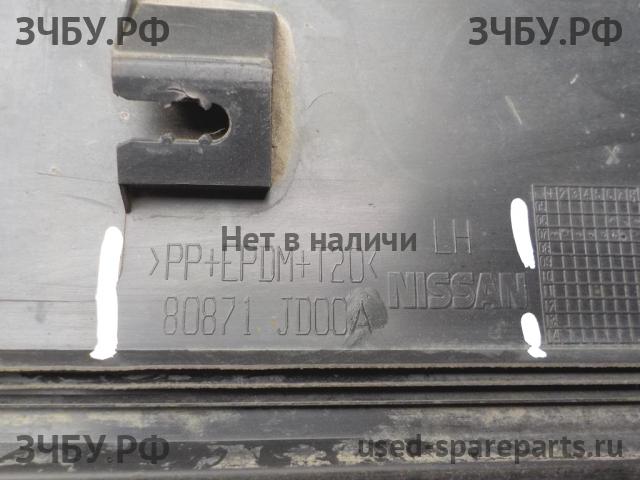 ЗЧБУ.РФ
ЗЧБУ.РФ
Нет в наличи
LH
>PP+EPDM+T20<
NISSAN
80871 JD00A
ЗЧБУ.РФ
used-spareparts.ru